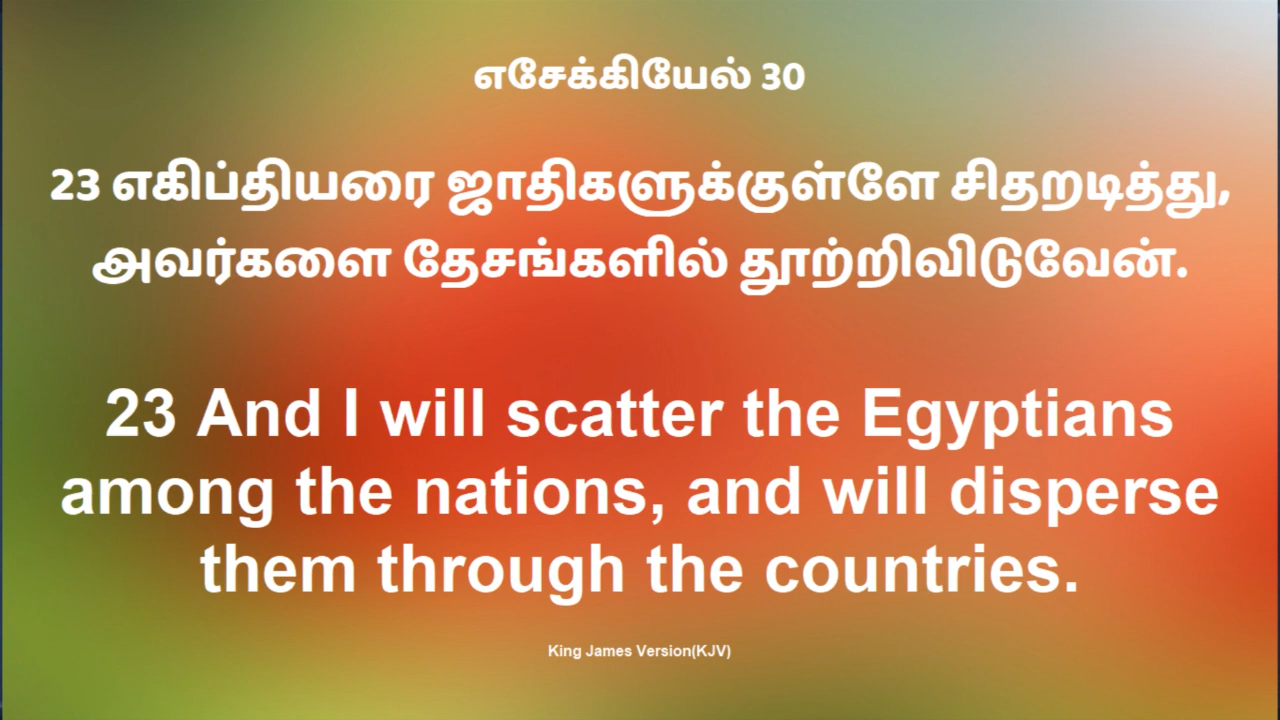 எசேக்கியேல் 30
23 எகிப்தியரை ஜாதிகளுக்குள்ளே சிதறடித்து,
அவர்களை தேசங்களில் தூற்றிவிடுவேன்.
23 And I will scatter the Egyptians
among the nations, and will disperse
them through the countries.
King James Version(KJV)